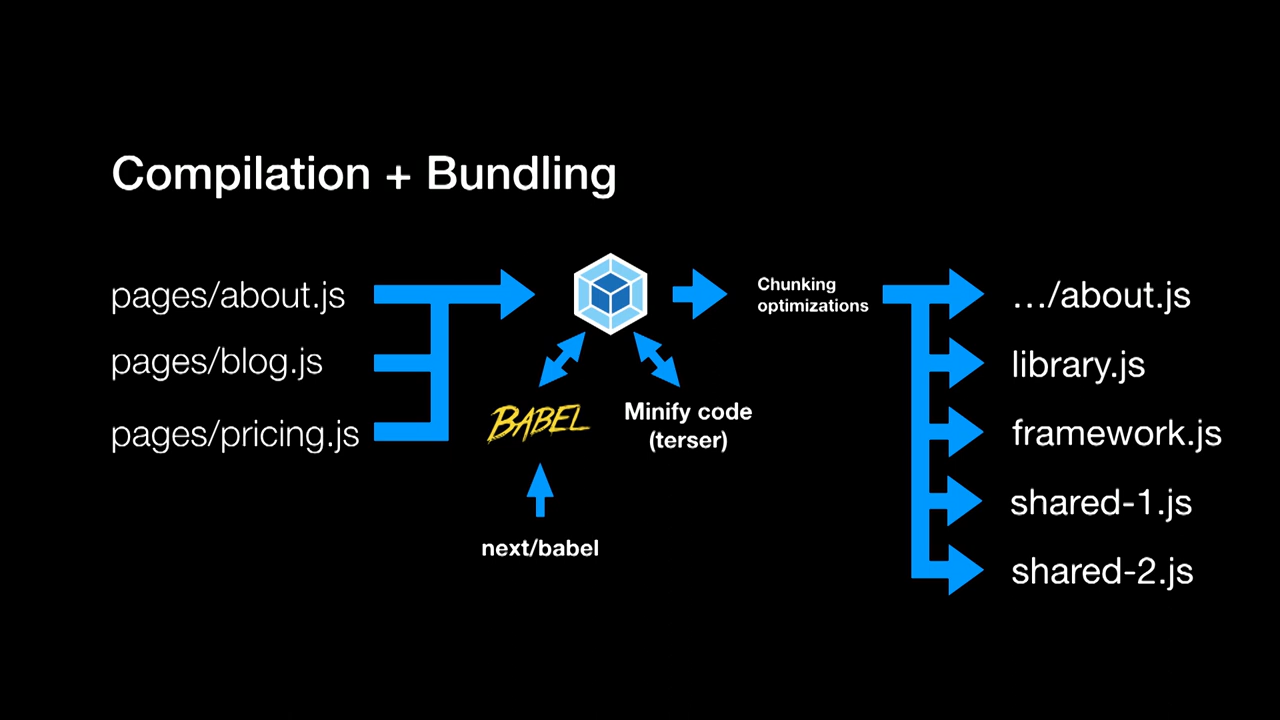 Compilation + Bundling
pages/about.js
pages/blog.js
pages/pricing.js
BABEL
next/babel
Minify code
(terser)
Chunking
optimizations
.../about.js
library.js
framework.js
shared-1.js
shared-2.js